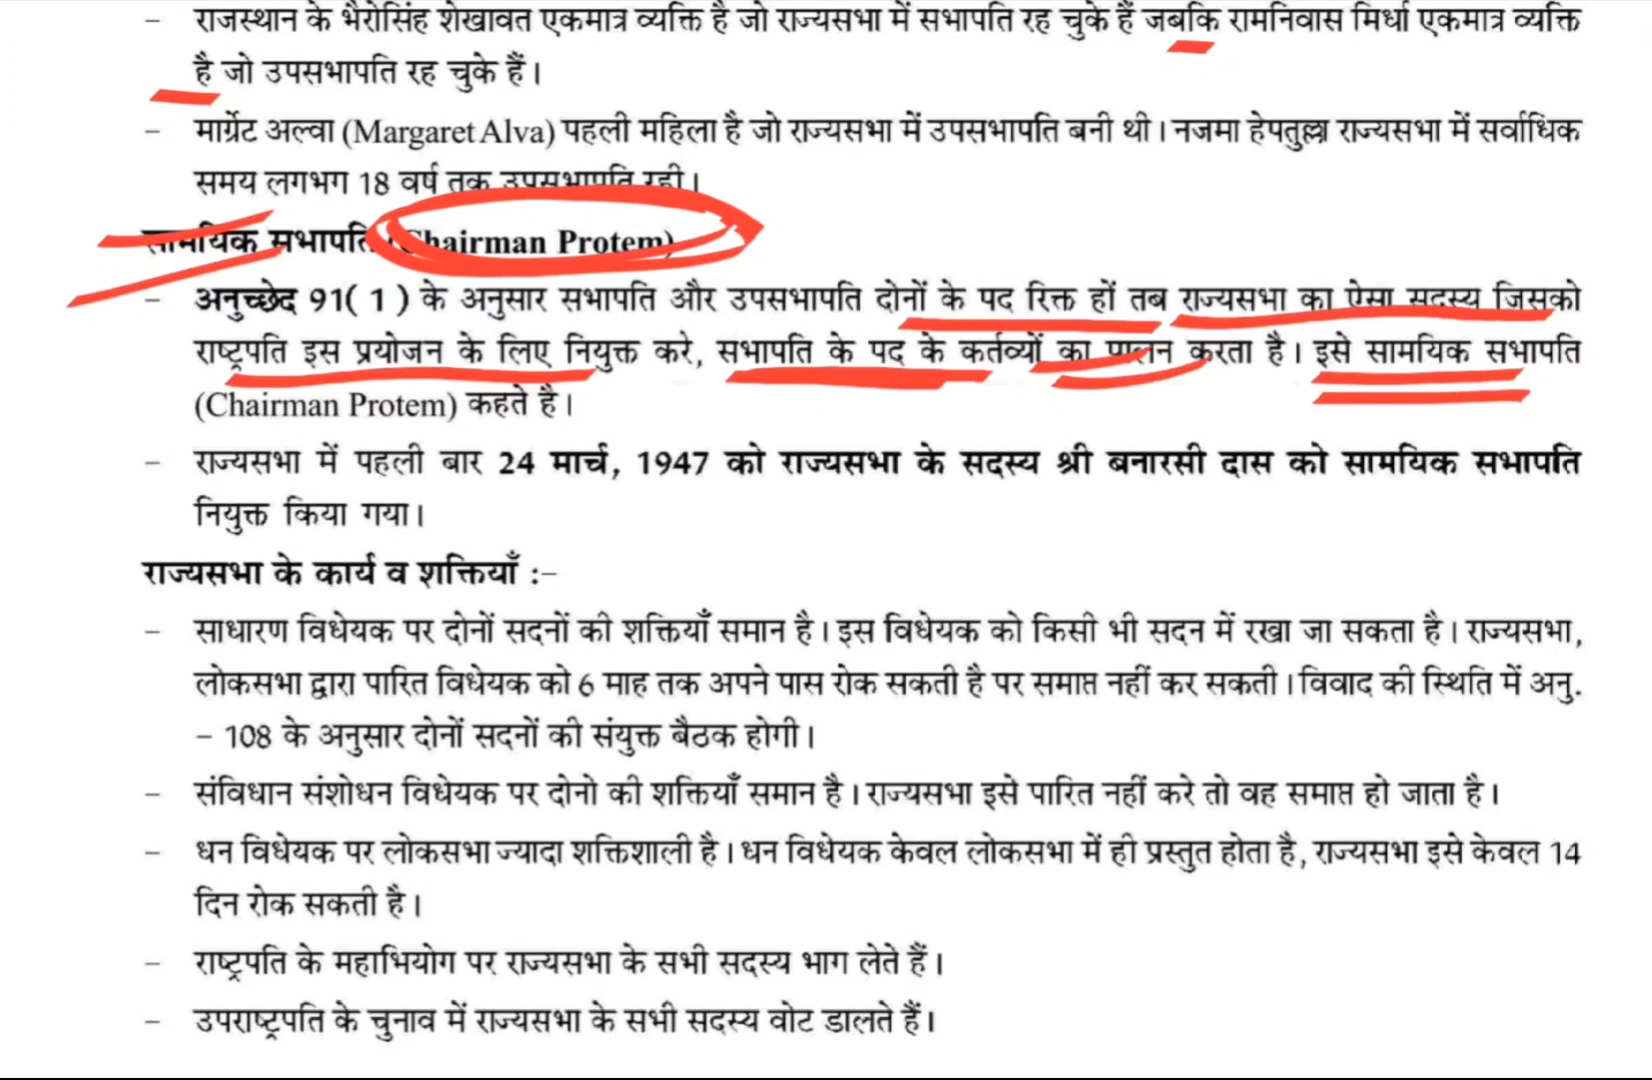 – राजस्थान के भैरोसिंह शेखावत एकमात्र व्यक्ति है जो राज्यसभा में सभापति रह चुके हैं जबकि रामनिवास मिर्धा एकमात्र व्यक्ति
है जो उपसभापति रह चुके हैं।
– मार्ग्रेट अल्वा (Margaret Alva) पहली महिला है जो राज्यसभा में उपसभापति बनी थी। नजमा हेपतुल्ला राज्यसभा में सर्वाधिक
समय लगभग 18 वर्ष तक उपसभापति रही।
सामयिक सभापति (Chairman Protem)
– अनुच्छेद 91( 1 ) के अनुसार सभापति और उपसभापति दोनों के पद रिक्त हों तब राज्यसभा का ऐसा सदस्य जिसको
राष्ट्रपति इस प्रयोजन के लिए नियुक्त करे, सभापति के पद के कर्तव्यों का पालन करता है। इसे सामयिक सभापति
(Chairman Protem) कहते है।
– राज्यसभा में पहली बार 24 मार्च, 1947 को राज्यसभा के सदस्य श्री बनारसी दास को सामयिक सभापति
नियुक्त किया गया।
राज्यसभा के कार्य व शक्तियाँ :–
– साधारण विधेयक पर दोनों सदनों की शक्तियाँ समान है। इस विधेयक को किसी भी सदन में रखा जा सकता है। राज्यसभा,
लोकसभा द्वारा पारित विधेयक को 6 माह तक अपने पास रोक सकती है पर समाप्त नहीं कर सकती। विवाद की स्थिति में अनु.
– 108 के अनुसार दोनों सदनों की संयुक्त बैठक होगी।
– संविधान संशोधन विधेयक पर दोनो की शक्तियाँ समान है। राज्यसभा इसे पारित नहीं करे तो वह समाप्त हो जाता है।
– धन विधेयक पर लोकसभा ज्यादा शक्तिशाली है। धन विधेयक केवल लोकसभा में ही प्रस्तुत होता है, राज्यसभा इसे केवल 14
दिन रोक सकती है।
– राष्ट्रपति के महाभियोग पर राज्यसभा के सभी सदस्य भाग लेते हैं।
– उपराष्ट्रपति के चुनाव में राज्यसभा के सभी सदस्य वोट डालते हैं।